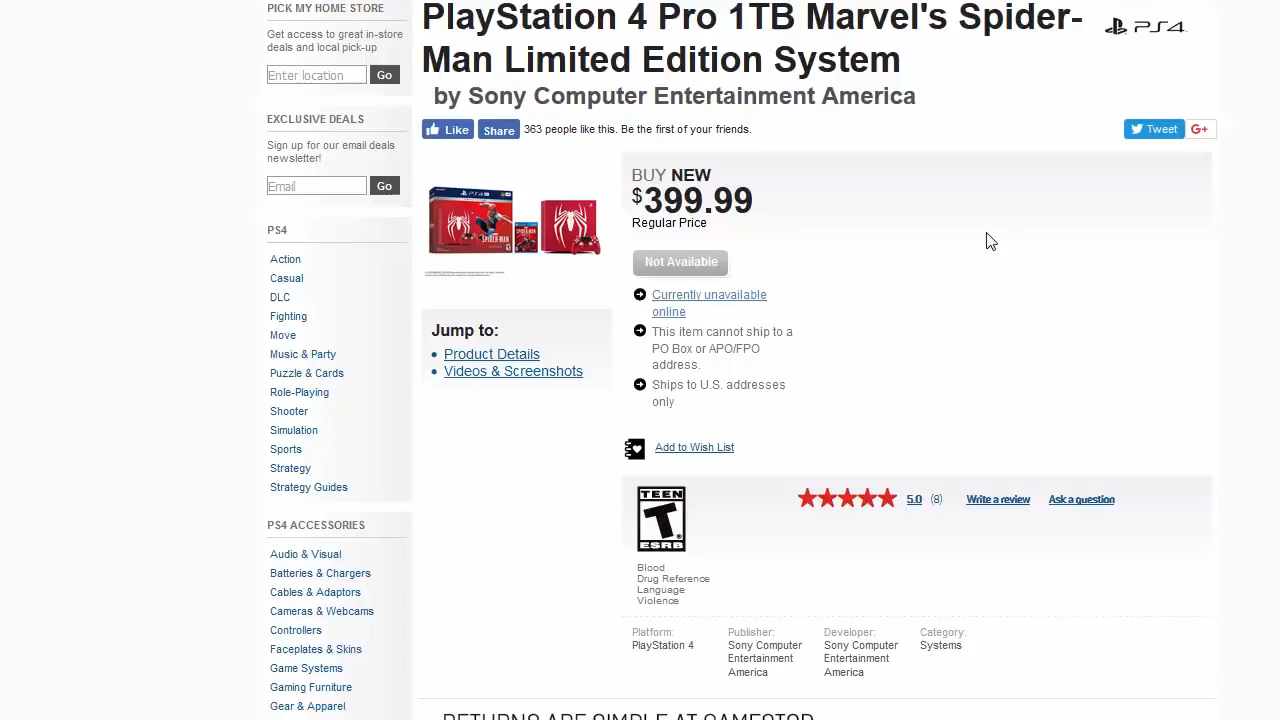 PICK MY HOME STORE
Get access to great in-store
deals and local pick-up
Enter location
Go
EXCLUSIVE DEALS
Sign up for our email deals
newsletter!
Email
Go
PS4
Action
Casual
DLC
Fighting
Move
Music & Party
Puzzle & Cards
Role-Playing
Shooter
Simulation
Sports
Strategy
Strategy Guides
PS4 ACCESSORIES
Audio & Visual
Batteries & Chargers
Cables & Adaptors
Cameras & Webcams
Controllers
Faceplates & Skins
Game Systems
Gaming Furniture
Gear & Apparel
PlayStation 4 Pro 1TB Marvel's Spider-
Man Limited Edition System
PS4
by Sony Computer Entertainment America
Like
Share
363 people like this. Be the first of your friends.
Tweet
G+
SPIDER-MAN
Jump to:
• Product Details
• Videos & Screenshots
BUY NEW
$399.99
Regular Price
Not Available
Currently unavailable
online
This item cannot ship to a
PO Box or APO/FPO
address.
Ships to U.S. addresses
only
Add to Wish List
TEEN
T
ESRB
5.0 (8)
Write a review
Ask a question
Blood
Drug Reference
Language
Violence
Platform:
PlayStation 4
Publisher:
Sony Computer
Entertainment
America
Developer:
Sony Computer
Entertainment
America
Category:
Systems
RETURNS ARE SIMPLE AT GAMESTOP